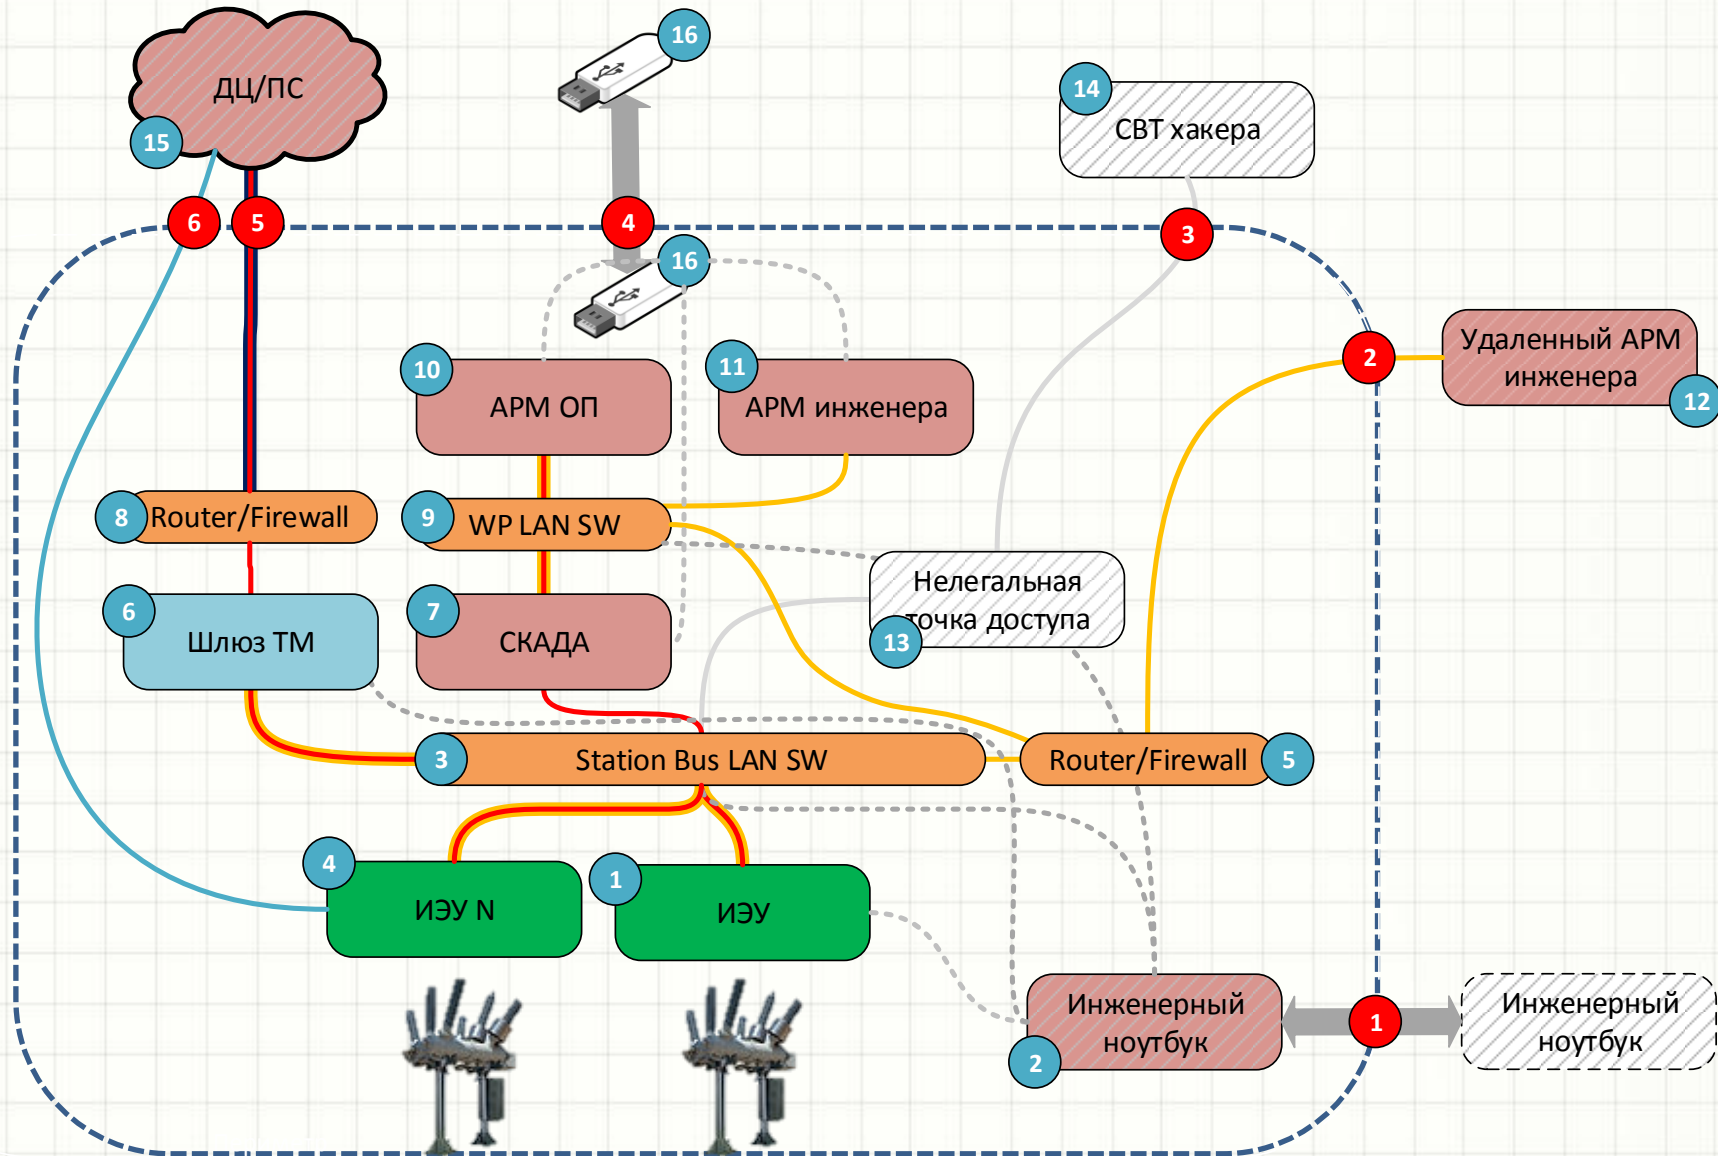 16
ДЦ/ПС
14
СВТ хакера
15
6
5
4
3
16
Удаленный АРМ
инженера
2
12
10
АРМ ОП
11
АРМ инженера
8
Router/Firewall
9
WP LAN SW
Нелегальная
точка доступа
13
6
Шлюз ТМ
7
СКАДА
3
Station Bus LAN SW
Router/Firewall
5
4
ИЭУ N
1
ИЭУ
Инженерный
ноутбук
2
1
Инженерный
ноутбук